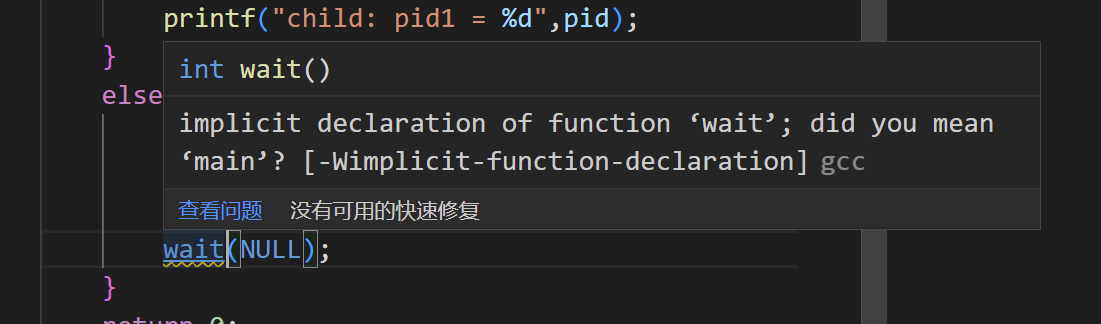 printf("child: pid1 = %d",pid);
}
int wait()
else
implicit declaration of function ‘wait’; did you mean
‘main’? [-Wimplicit-function-declaration] gcc
查看问题 没有可用的快速修复
wait(NULL);
}
return 0;